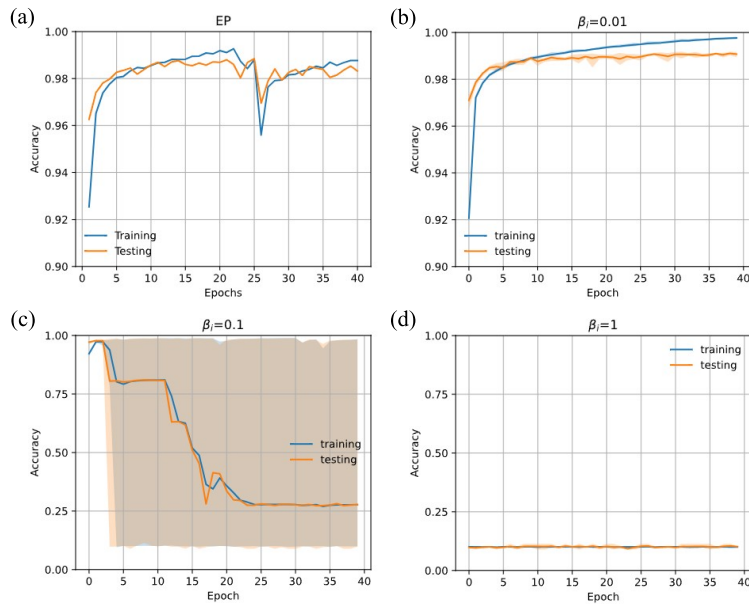 (a)
EP
1.00
0.98
0.96
0.94
0.92
0.90
Accuracy
Training
Testing
0 5 10 15 20 25 30 35 40
Epochs
(b)
βᵢ=0.01
1.00
0.98
0.96
0.94
0.92
0.90
Accuracy
training
testing
0 5 10 15 20 25 30 35 40
Epoch
(c)
βᵢ=0.1
1.00
0.75
0.50
0.25
0.00
Accuracy
training
testing
0 5 10 15 20 25 30 35 40
Epoch
(d)
βᵢ=1
1.00
0.75
0.50
0.25
0.00
Accuracy
training
testing
0 5 10 15 20 25 30 35 40
Epoch